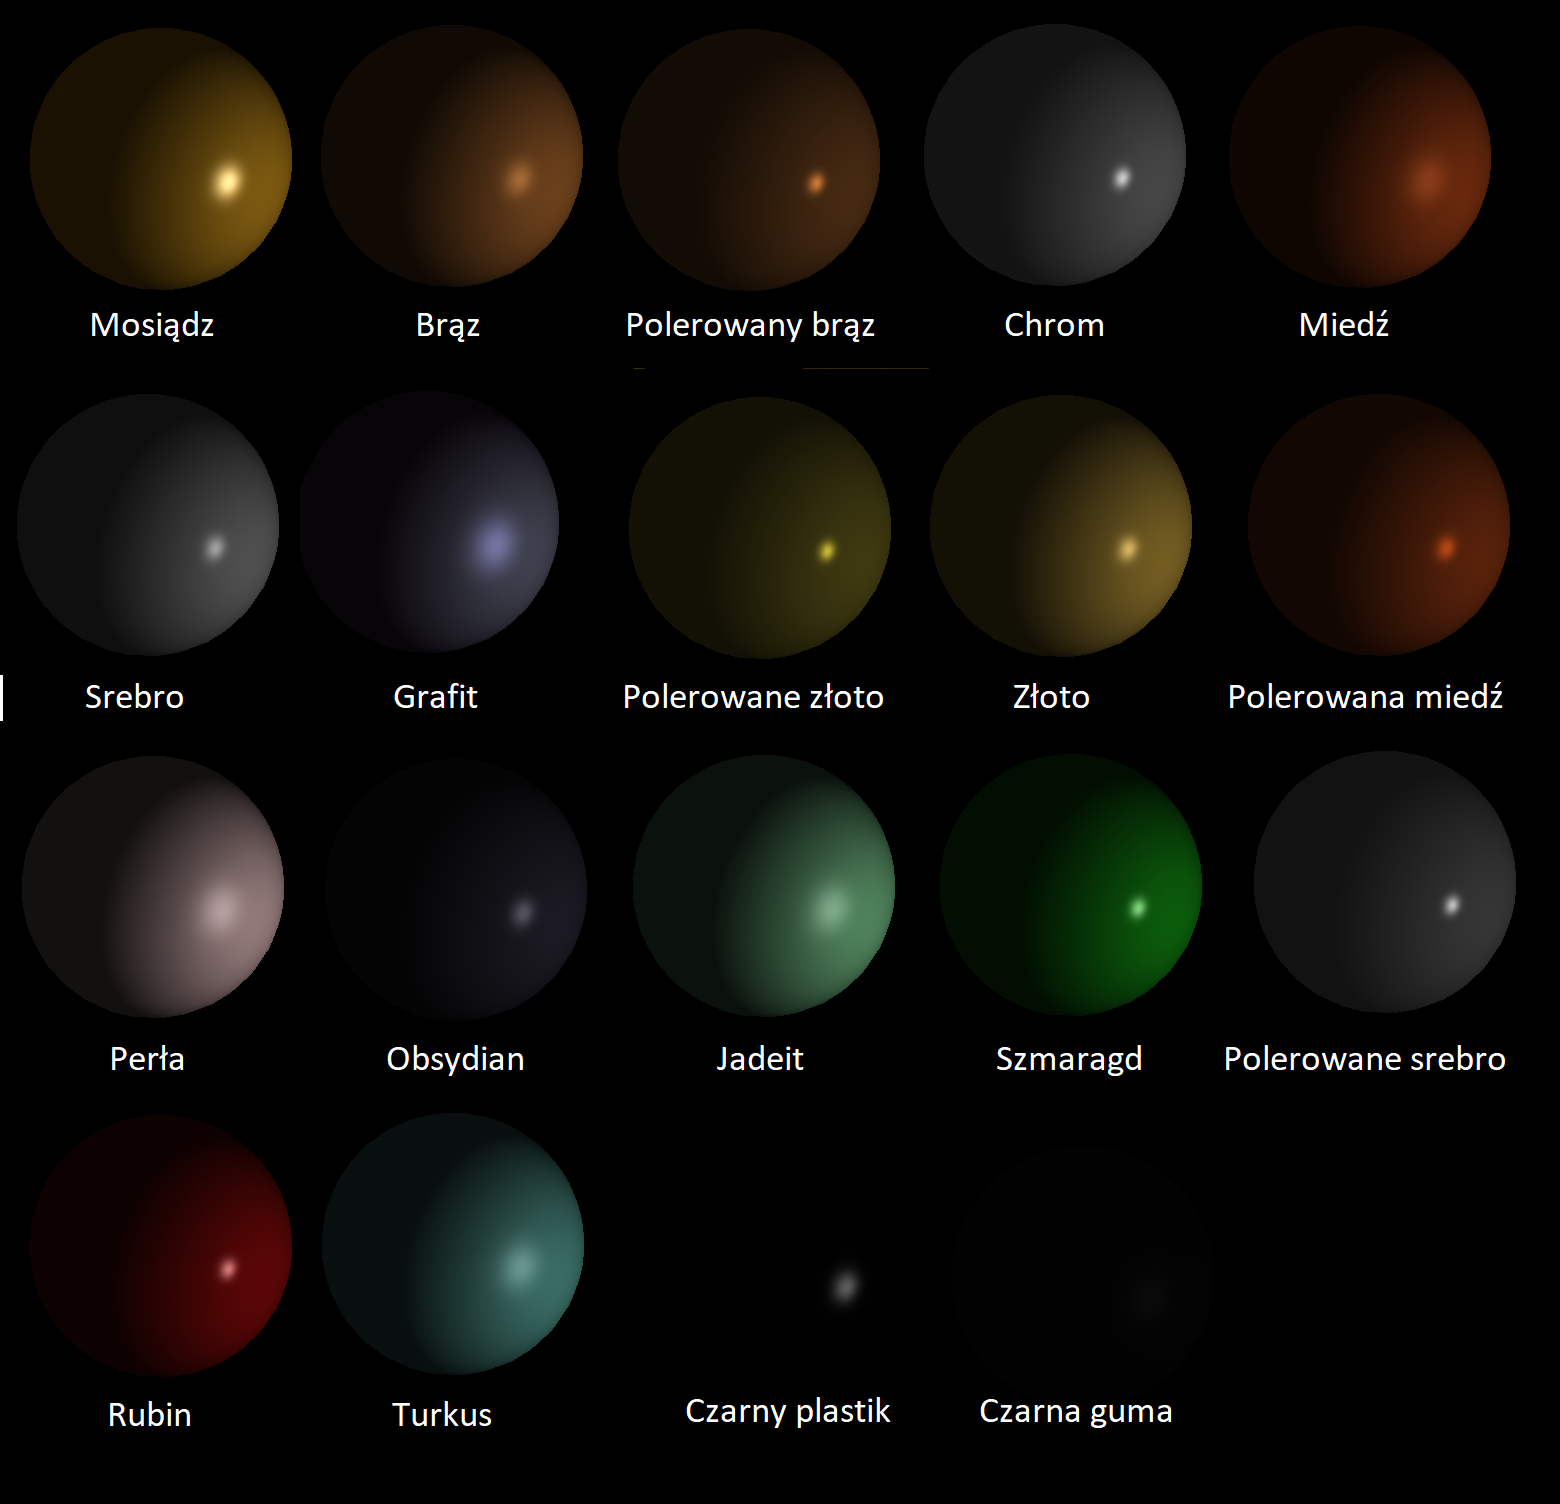 Mosiądz
Brąz
Polerowany brąz
Chrom
Miedź
Srebro
Grafit
Polerowane złoto
Złoto
Polerowana miedź
Perła
Obsydian
Jadeit
Szmaragd
Polerowane srebro
Rubin
Turkus
Czarny plastik
Czarna guma